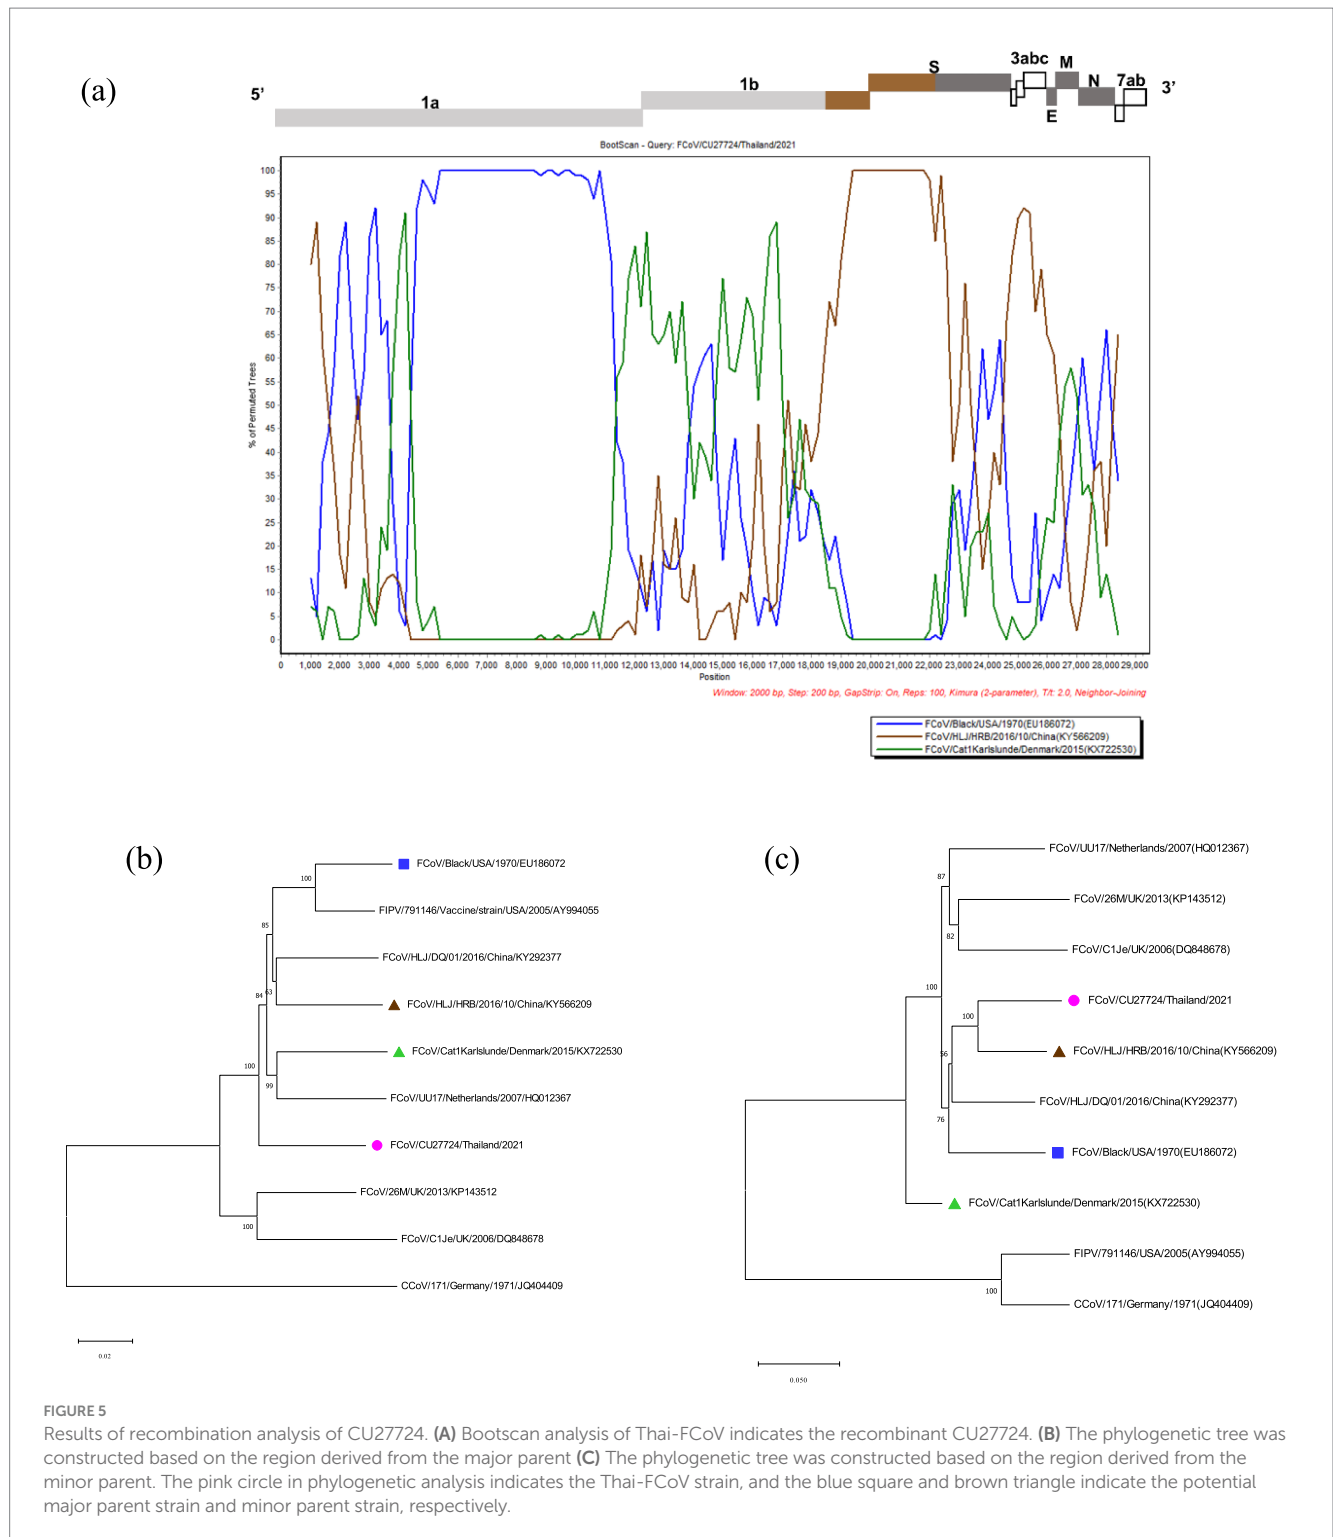 (a)
5'
1a
1b
S
3abc
E
M
N
7ab
3'
BootScan - Query: FCoV/CU27724/Thailand/2021
% of Permuted Trees
100
95
90
85
80
75
70
65
60
55
50
45
40
35
30
25
20
15
10
5
0
0 1,000 2,000 3,000 4,000 5,000 6,000 7,000 8,000 9,000 10,000 11,000 12,000 13,000 14,000 15,000 16,000 17,000 18,000 19,000 20,000 21,000 22,000 23,000 24,000 25,000 26,000 27,000 28,000 29,000
Position
Window: 2000 bp, Step: 200 bp, GapStrip: On, Reps: 100, Kimura (2-parameter), T/t: 2.0, Neighbor-Joining
FCoV/Black/USA/1970(EU186072)
FCoV/HLJ/HRB/2016/10/China(KY566209)
FCoV/Cat1Karlslunde/Denmark/2015(KX722530)
(b)
FCoV/Black/USA/1970/EU186072
100
FIPV/791146/Vaccine/strain/USA/2005/AY994055
85
FCoV/HLJ/DQ/01/2016/China/KY292377
84
53
FCoV/HLJ/HRB/2016/10/China/KY566209
FCoV/Cat1Karlslunde/Denmark/2015/KX722530
100
99
FCoV/UU17/Netherlands/2007/HQ012367
FCoV/CU27724/Thailand/2021
FCoV/26M/UK/2013/KP143512
100
FCoV/C1Je/UK/2006/DQ848678
CCoV/171/Germany/1971/JQ404409
0.02
(c)
FCoV/UU17/Netherlands/2007(HQ012367)
87
FCoV/26M/UK/2013(KP143512)
82
FCoV/C1Je/UK/2006(DQ848678)
100
FCoV/CU27724/Thailand/2021
100
56
FCoV/HLJ/HRB/2016/10/China(KY566209)
FCoV/HLJ/DQ/01/2016/China(KY292377)
76
FCoV/Black/USA/1970(EU186072)
FCoV/Cat1Karlslunde/Denmark/2015(KX722530)
FIPV/791146/USA/2005(AY994055)
100
CCoV/171/Germany/1971(JQ404409)
0.050
FIGURE 5
Results of recombination analysis of CU27724. (A) Bootscan analysis of Thai-FCoV indicates the recombinant CU27724. (B) The phylogenetic tree was
constructed based on the region derived from the major parent (C) The phylogenetic tree was constructed based on the region derived from the
minor parent. The pink circle in phylogenetic analysis indicates the Thai-FCoV strain, and the blue square and brown triangle indicate the potential
major parent strain and minor parent strain, respectively.